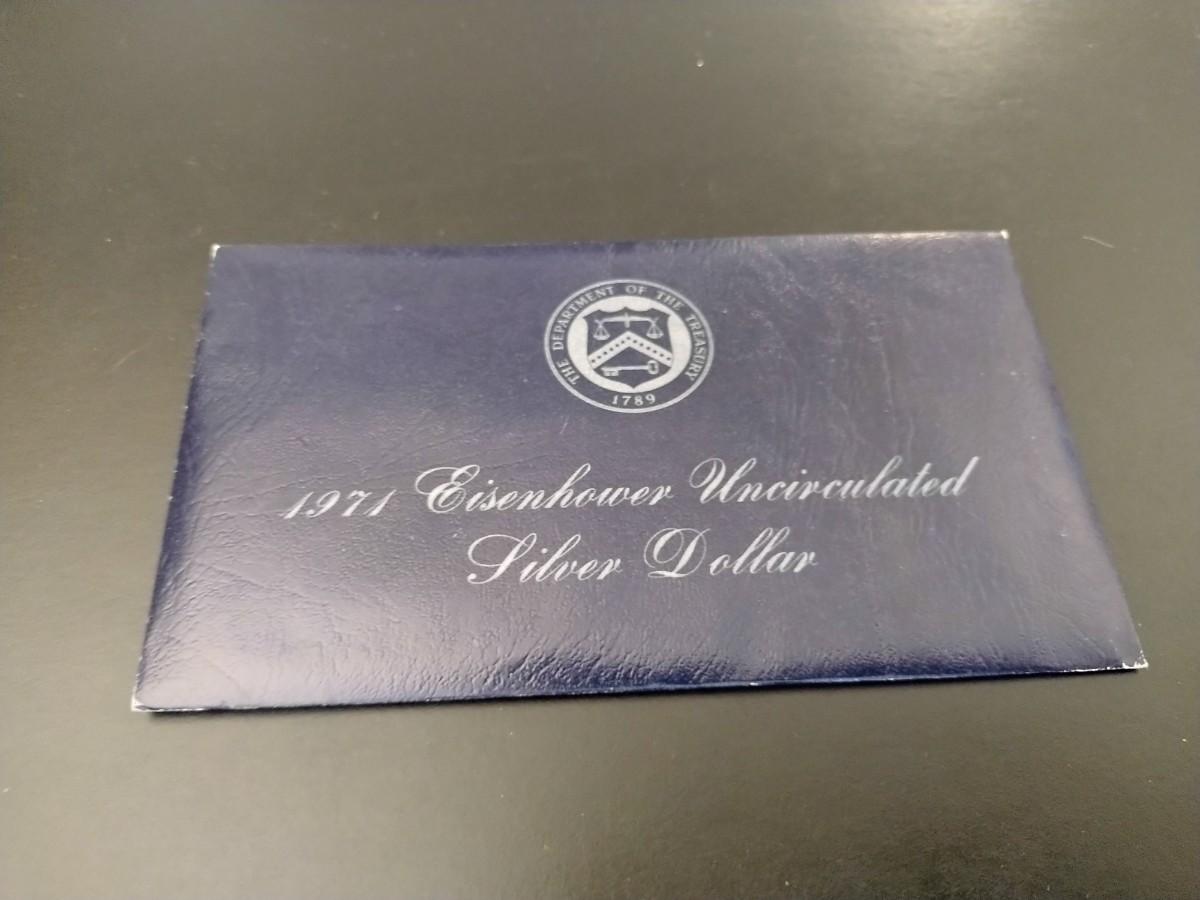 THE DEPARTMENT OF THE TREASURY
1789
1971 Eisenhower Uncirculated
Silver Dollar